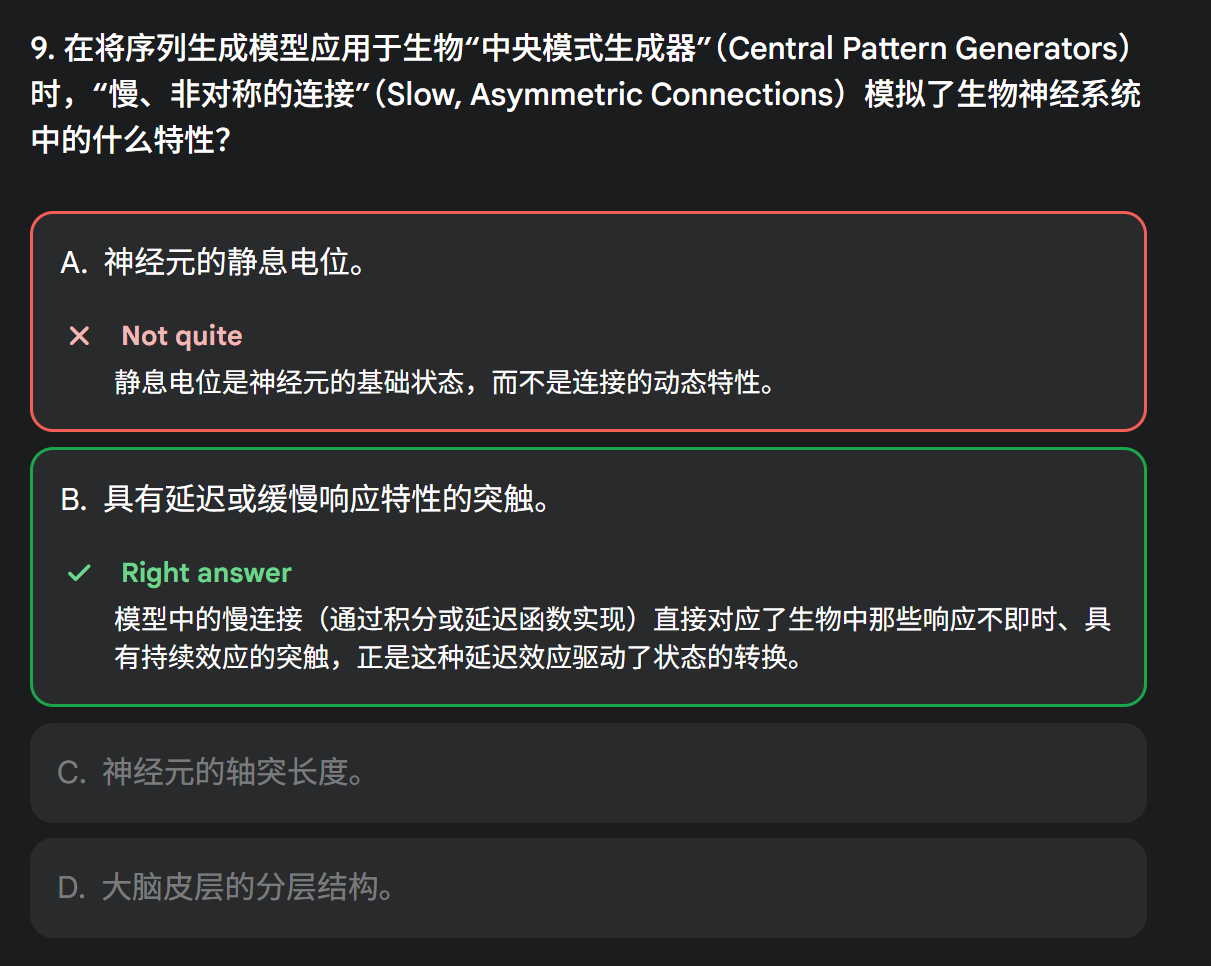 9. 在将序列生成模型应用于生物“中央模式生成器”（Central Pattern Generators）
时，“慢、非对称的连接”（Slow, Asymmetric Connections）模拟了生物神经系统
中的什么特性？
A. 神经元的静息电位。
✕ Not quite
静息电位是神经元的基础状态，而不是连接的动态特性。
B. 具有延迟或缓慢响应特性的突触。
✓ Right answer
模型中的慢连接（通过积分或延迟函数实现）直接对应了生物中那些响应不即时、具
有持续效应的突触，正是这种延迟效应驱动了状态的转换。
C. 神经元的轴突长度。
D. 大脑皮层的分层结构。